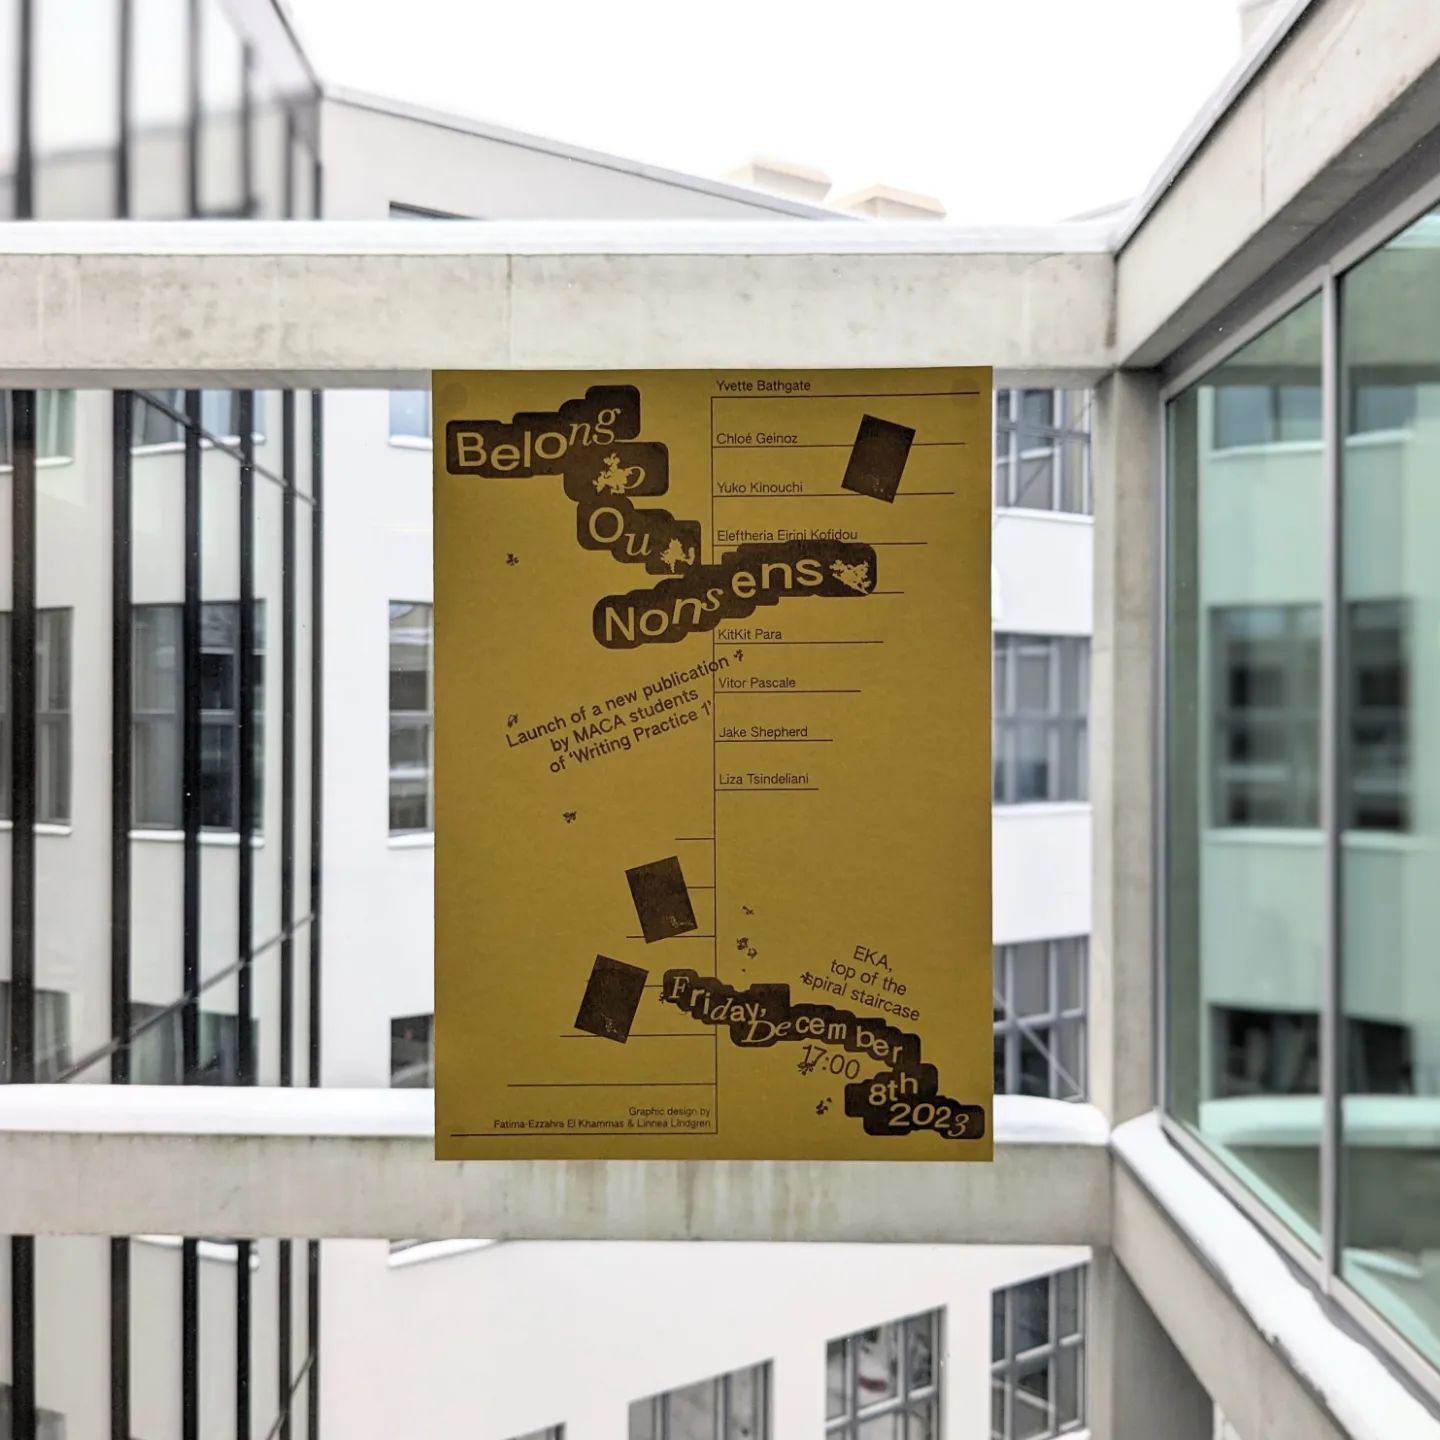 Belong
o
Ou
Nonsens
Yvette Bathgate
Chloé Geinoz
Yuko Kinouchi
Eleftheria Eirini Kofidou
KitKit Para
Vitor Pascale
Jake Shepherd
Liza Tsindeliani
Launch of a new publication
by MACA students
of ‘Writing Practice 1’
EKA,
top of the
spiral staircase
Friday,
December
17:00
8th
2023
Graphic design by
Fatima-Ezzahra El Khammas & Linnea Lindgren